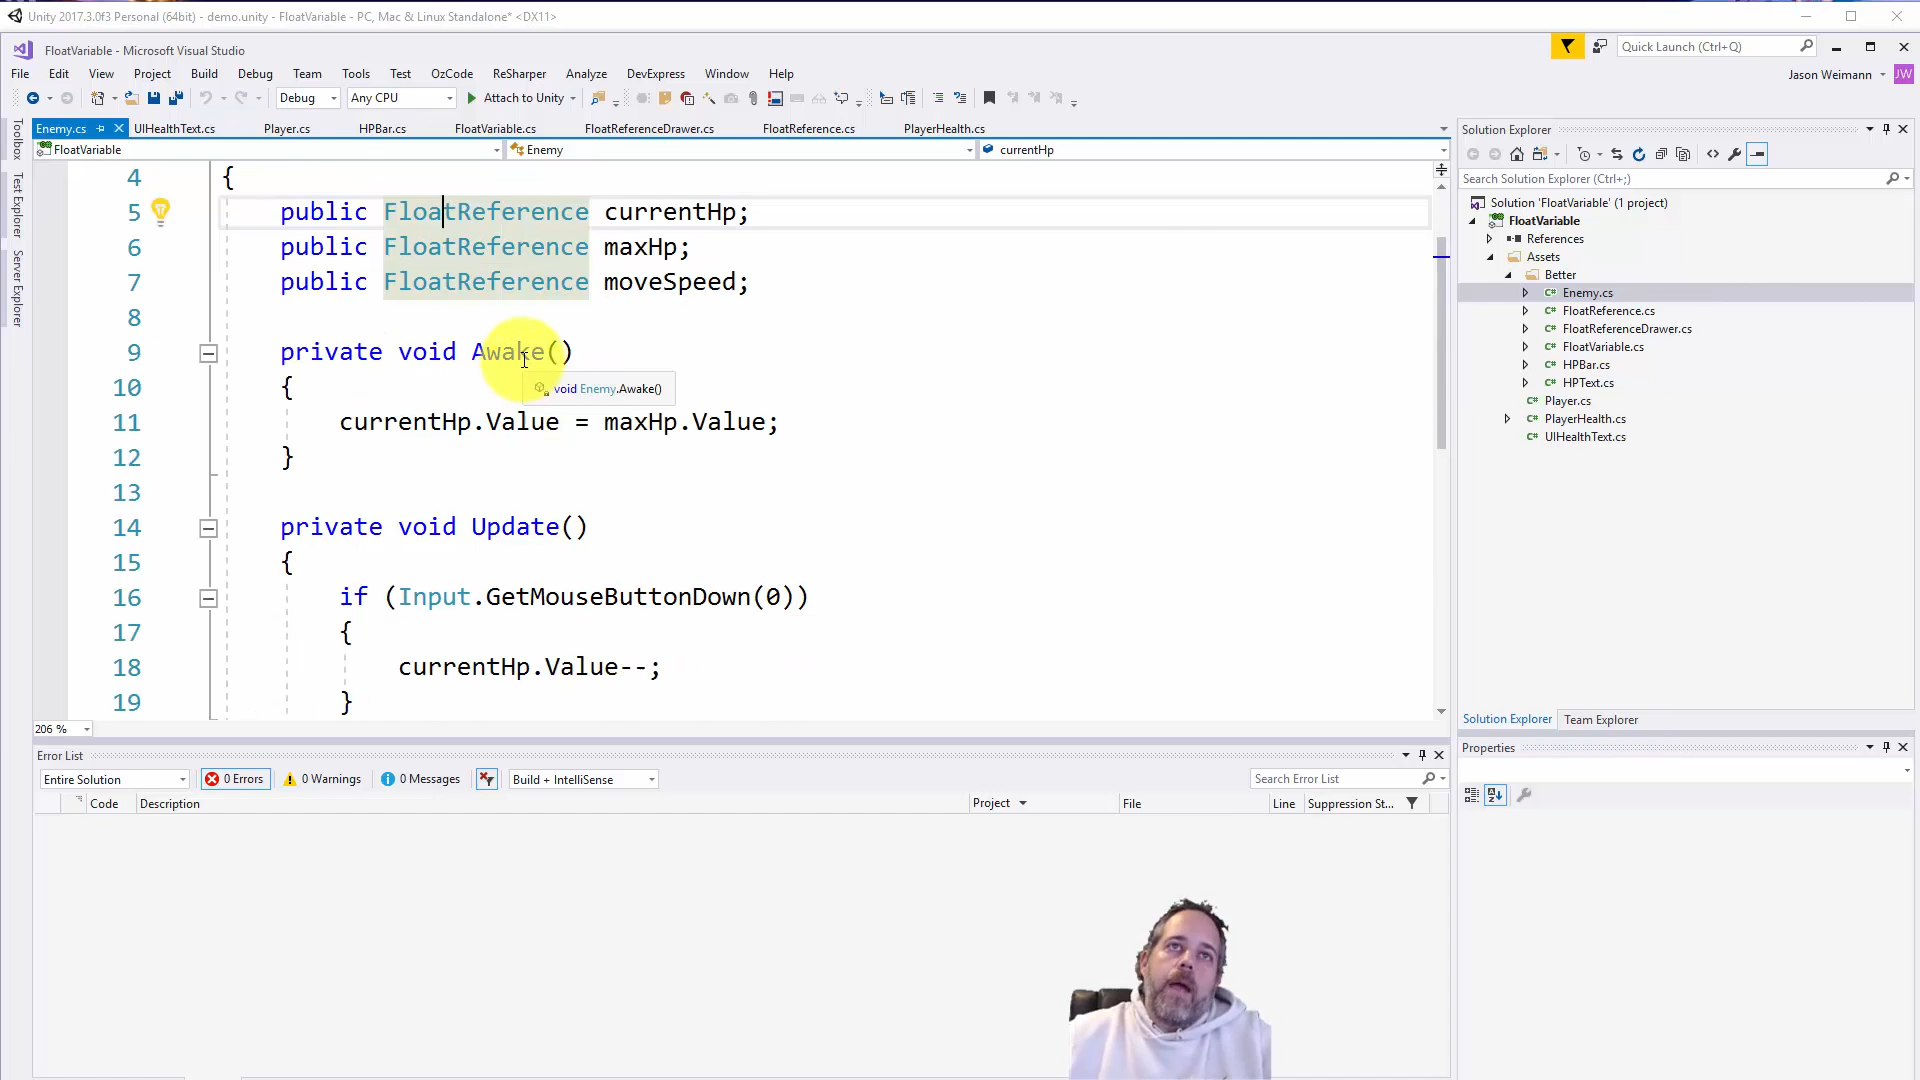 Unity 2017.3.0f3 Personal (64bit) - demo.unity - FloatVariable - PC, Mac & Linux Standalone* <DX11>
FloatVariable - Microsoft Visual Studio
Quick Launch (Ctrl+Q)
File Edit View Project Build Debug Team Tools Test OzCode ReSharper Analyze DevExpress Window Help
Jason Weimann JW
Debug Any CPU Attach to Unity
Enemy.cs UIHealthText.cs Player.cs HPBar.cs FloatVariable.cs FloatReferenceDrawer.cs FloatReference.cs PlayerHealth.cs
FloatVariable Enemy currentHp
Toolbox
Test Explorer
Server Explorer
4 {
5 public FloatReference currentHp;
6 public FloatReference maxHp;
7 public FloatReference moveSpeed;
8
9 private void Awake()
10 {
void Enemy.Awake()
11 currentHp.Value = maxHp.Value;
12 }
13
14 private void Update()
15 {
16 if (Input.GetMouseButtonDown(0))
17 {
18 currentHp.Value--;
19 }
206 %
Solution Explorer
Search Solution Explorer (Ctrl+;)
Solution 'FloatVariable' (1 project)
FloatVariable
References
Assets
Better
C# Enemy.cs
C# FloatReference.cs
C# FloatReferenceDrawer.cs
C# FloatVariable.cs
C# HPBar.cs
C# HPText.cs
C# Player.cs
C# PlayerHealth.cs
C# UIHealthText.cs
Solution Explorer Team Explorer
Properties
Error List
Entire Solution 0 Errors 0 Warnings 0 Messages Build + IntelliSense Search Error List
Code Description Project File Line Suppression St...